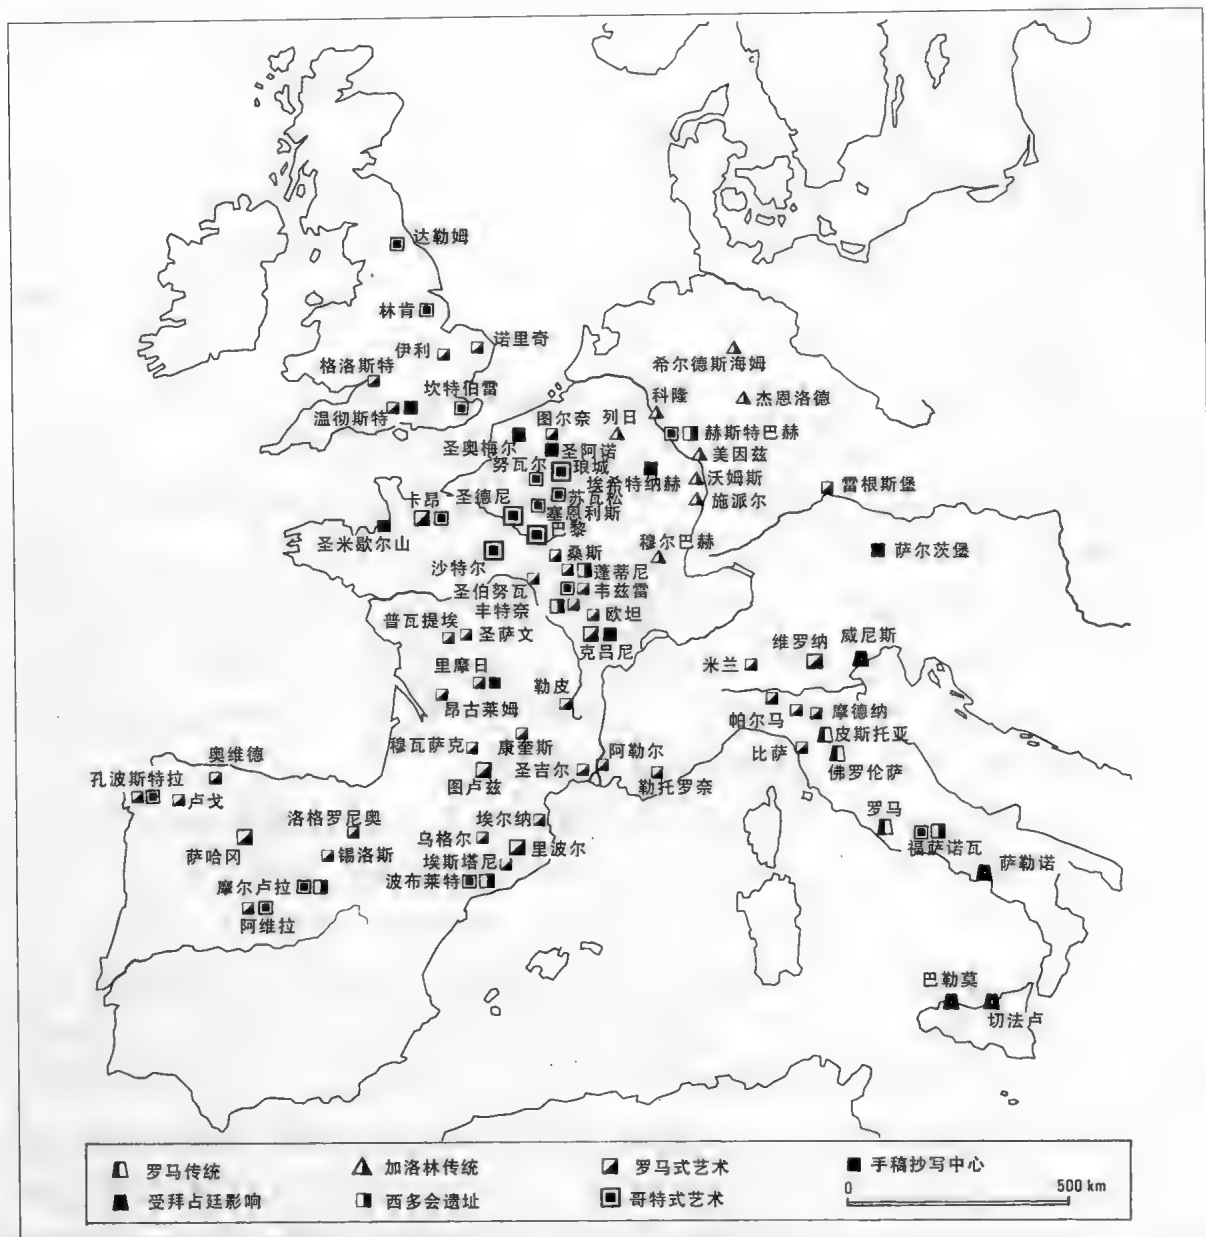 达勒姆
林肯
诺里奇
伊利
格洛斯特
坎特伯雷
温彻斯特
希尔德斯海姆
科隆
杰恩洛德
图尔奈
列日
赫斯特巴赫
圣奥梅尔
圣阿诺
美因兹
努瓦尔
琅城
埃希特纳赫
沃姆斯
雷根斯堡
苏瓦松
施派尔
卡昂
圣德尼
塞恩利斯
巴黎
圣米歇尔山
穆尔巴赫
萨尔茨堡
桑斯
沙特尔
蓬蒂尼
圣伯努瓦
韦兹雷
丰特奈
欧坦
普瓦提埃
圣萨文
克吕尼
维罗纳
威尼斯
米兰
里摩日
勒皮
昂古莱姆
帕尔马
摩德纳
穆瓦萨克
康奎斯
阿勒尔
比萨
皮斯托亚
奥维德
圣吉尔
佛罗伦萨
孔波斯特拉
图卢兹
勒托罗奈
卢戈
洛格罗尼奥
埃尔纳
罗马
萨哈冈
锡洛斯
乌格尔
里波尔
福萨诺瓦
埃斯塔尼
萨勒诺
摩尔卢拉
波布莱特
阿维拉
巴勒莫
切法卢
罗马传统
加洛林传统
罗马式艺术
手稿抄写中心
受拜占廷影响
西多会遗址
哥特式艺术
0 500 km